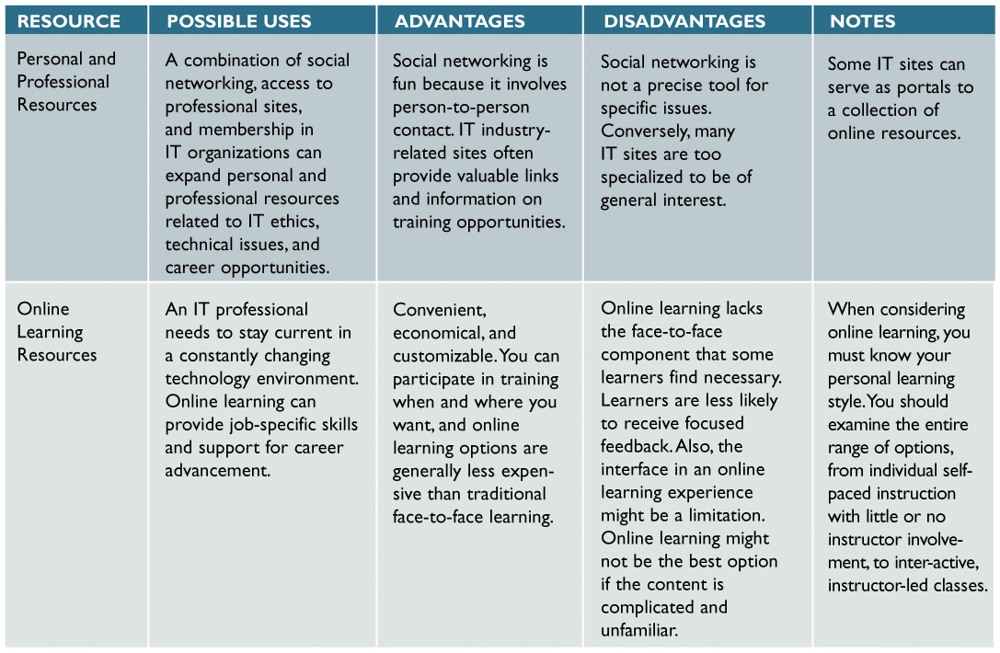 RESOURCE
POSSIBLE USES
ADVANTAGES
DISADVANTAGES
NOTES
Personal and
Professional
Resources
A combination of social
networking, access to
professional sites,
and membership in
IT organizations can
expand personal and
professional resources
related to IT ethics,
technical issues, and
career opportunities.
Social networking is
fun because it involves
person-to-person
contact. IT industry-
related sites often
provide valuable links
and information on
training opportunities.
Social networking is
not a precise tool for
specific issues.
Conversely, many
IT sites are too
specialized to be of
general interest.
Some IT sites can
serve as portals to
a collection of
online resources.
Online
Learning
Resources
An IT professional
needs to stay current in
a constantly changing
technology environment.
Online learning can
provide job-specific skills
and support for career
advancement.
Convenient,
economical, and
customizable. You can
participate in training
when and where you
want, and online
learning options are
generally less expen-
sive than traditional
face-to-face learning.
Online learning lacks
the face-to-face
component that some
learners find necessary.
Learners are less likely
to receive focused
feedback. Also, the
interface in an online
learning experience
might be a limitation.
Online learning might
not be the best option
if the content is
complicated and
unfamiliar.
When considering
online learning, you
must know your
personal learning
style. You should
examine the entire
range of options,
from individual self-
paced instruction
with little or no
instructor involve-
ment, to inter-active,
instructor-led classes.